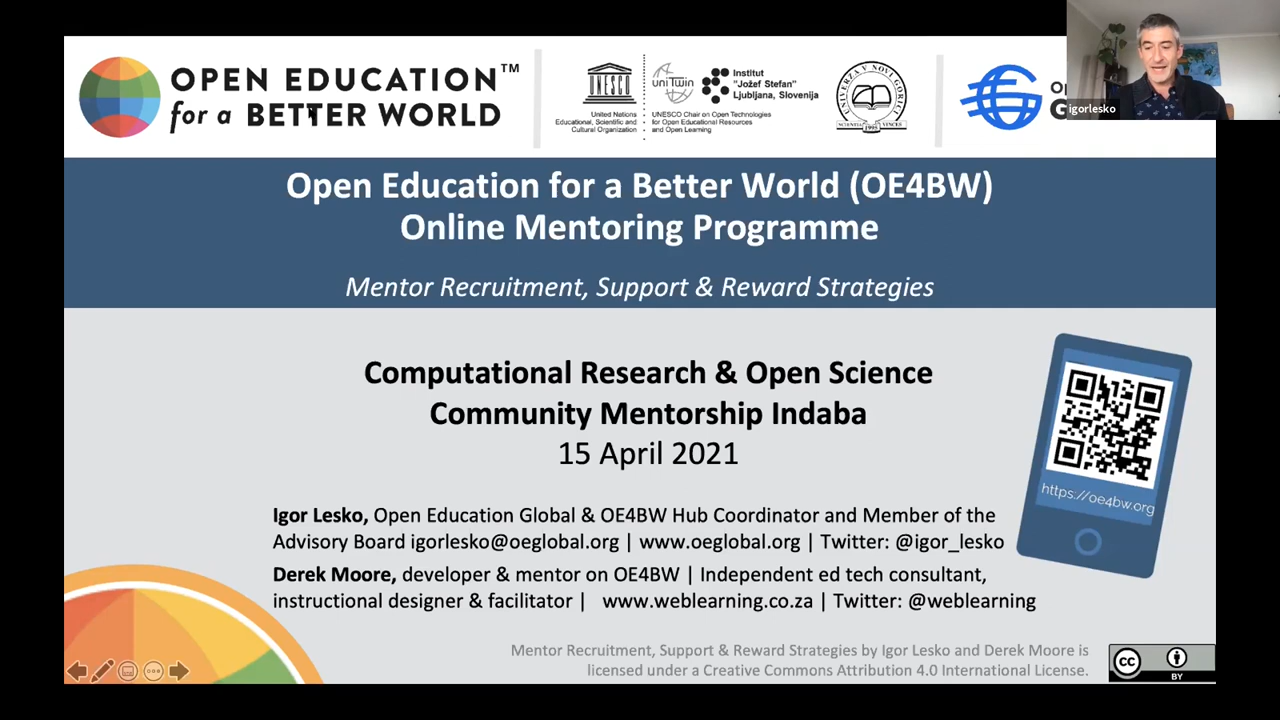 OPEN EDUCATION™
for a BETTER WORLD
United Nations
Educational, Scientific and
Cultural Organization
uniTwin
UNESCO Chair on Open Technologies
for Open Educational Resources
and Open Learning
Institut
"Jožef Stefan"
Ljubljana, Slovenija
1995
igorlesko
Open Education for a Better World (OE4BW)
Online Mentoring Programme
Mentor Recruitment, Support & Reward Strategies
Computational Research & Open Science
Community Mentorship Indaba
15 April 2021
https://oe4bw.org
Igor Lesko, Open Education Global & OE4BW Hub Coordinator and Member of the
Advisory Board igorlesko@oeglobal.org | www.oeglobal.org | Twitter: @igor_lesko
Derek Moore, developer & mentor on OE4BW | Independent ed tech consultant,
instructional designer & facilitator | www.weblearning.co.za | Twitter: @weblearning
Mentor Recruitment, Support & Reward Strategies by Igor Lesko and Derek Moore is
licensed under a Creative Commons Attribution 4.0 International License.
cc
BY